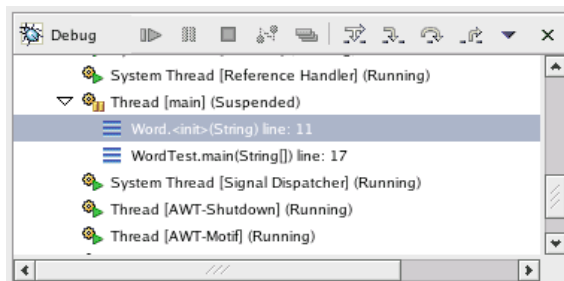 Debug
System Thread [Reference Handler] (Running)
Thread [main] (Suspended)
Word.<init>(String) line: 11
WordTest.main(String[]) line: 17
System Thread [Signal Dispatcher] (Running)
Thread [AWT-Shutdown] (Running)
Thread [AWT-Motif] (Running)